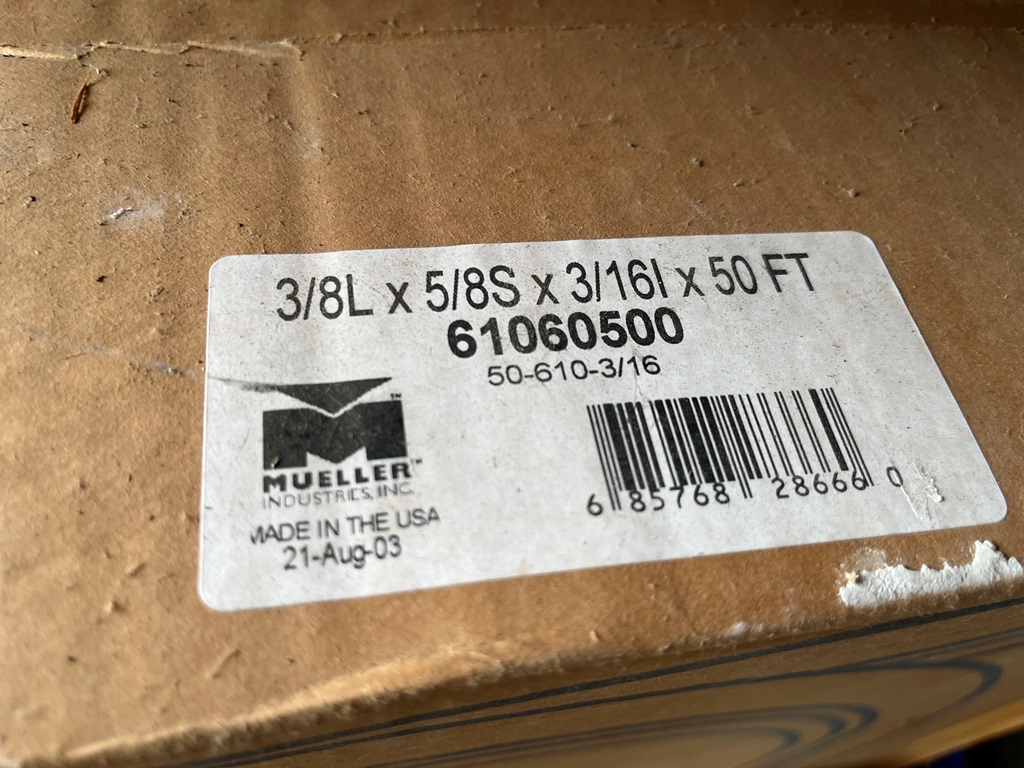 3/8L x 5/8S x 3/16I x 50 FT
61060500
50-610-3/16
MUELLER™
INDUSTRIES, INC.
MADE IN THE USA
21-Aug-03
6 85768 28666 0